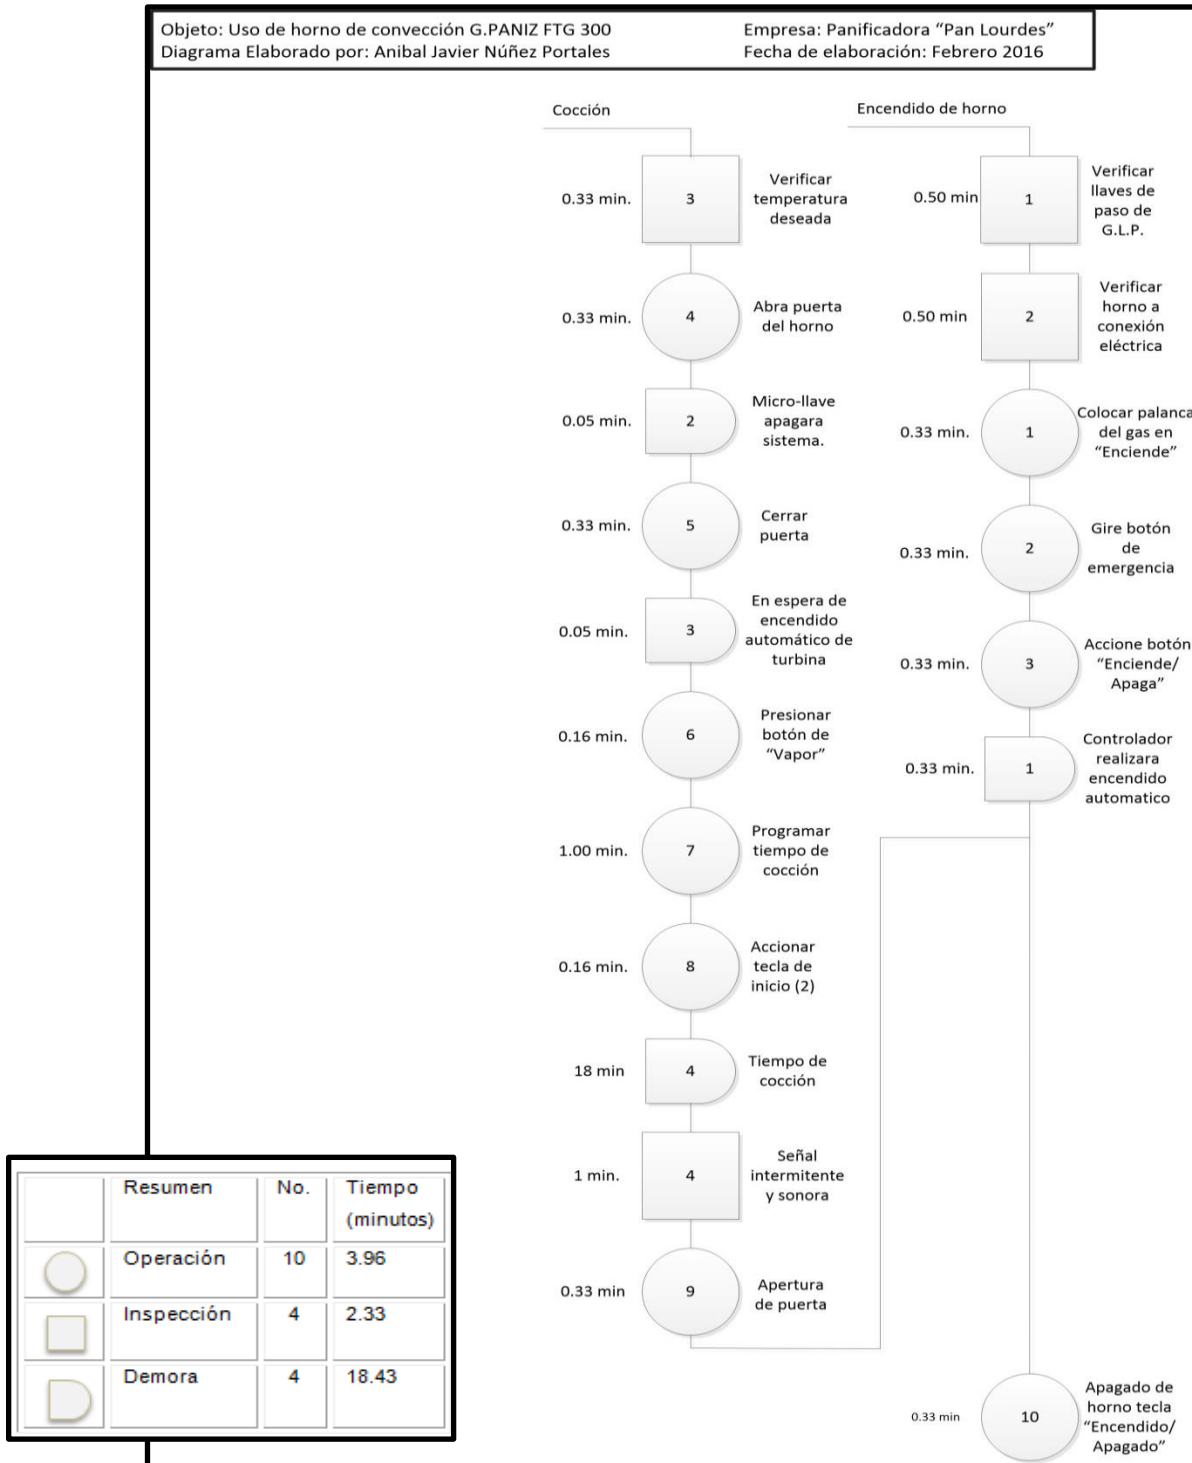 Objeto: Uso de horno de convección G.PANIZ FTG 300
Diagrama Elaborado por: Anibal Javier Núñez Portales
Empresa: Panificadora “Pan Lourdes”
Fecha de elaboración: Febrero 2016
Cocción
0.33 min.
3
Verificar
temperatura
deseada
0.33 min.
4
Abra puerta
del horno
0.05 min.
2
Micro-llave
apagara
sistema.
0.33 min.
5
Cerrar
puerta
0.05 min.
3
En espera de
encendido
automático de
turbina
0.16 min.
6
Presionar
botón de
“Vapor”
1.00 min.
7
Programar
tiempo de
cocción
0.16 min.
8
Accionar
tecla de
inicio (2)
18 min
4
Tiempo de
cocción
1 min.
4
Señal
intermitente
y sonora
0.33 min
9
Apertura
de puerta
Encendido de horno
0.50 min
1
Verificar
llaves de
paso de
G.L.P.
0.50 min
2
Verificar
horno a
conexión
eléctrica
0.33 min.
1
Colocar palanca
del gas en
“Enciende”
0.33 min.
2
Gire botón
de
emergencia
0.33 min.
3
Accione botón
“Enciende/
Apaga”
0.33 min.
1
Controlador
realizara
encendido
automatico
0.33 min
10
Apagado de
horno tecla
“Encendido/
Apagado”
Resumen No. Tiempo
(minutos)
Operación 10 3.96
Inspección 4 2.33
Demora 4 18.43